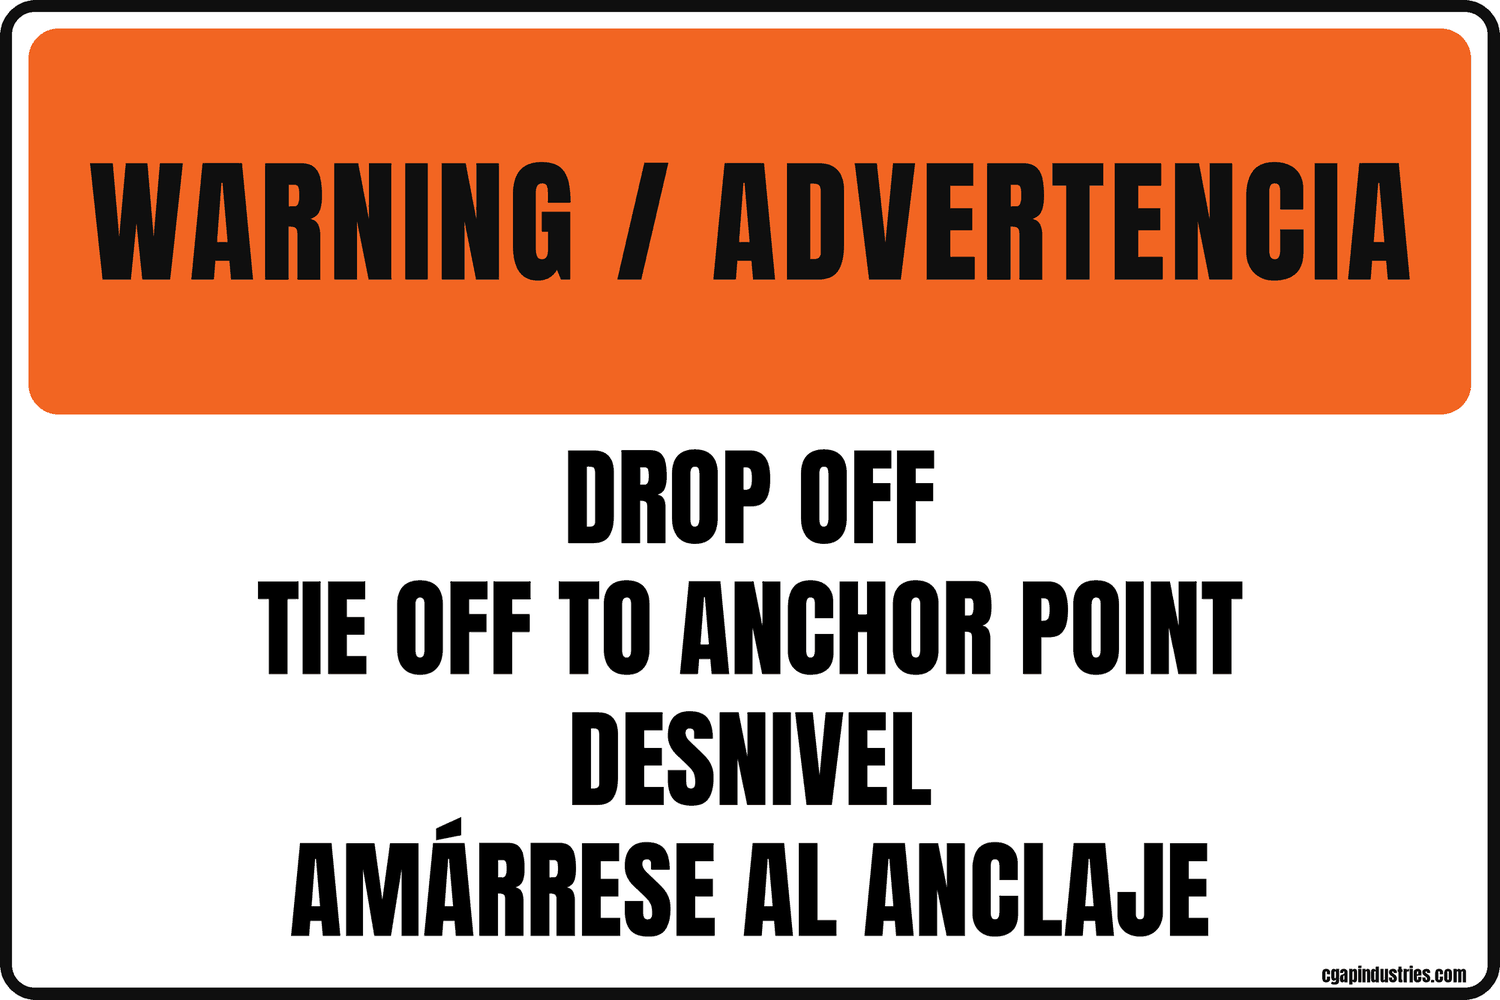 WARNING / ADVERTENCIA
DROP OFF
TIE OFF TO ANCHOR POINT
DESNIVEL
AMÁRRESE AL ANCLAJE
cgapindustries.com